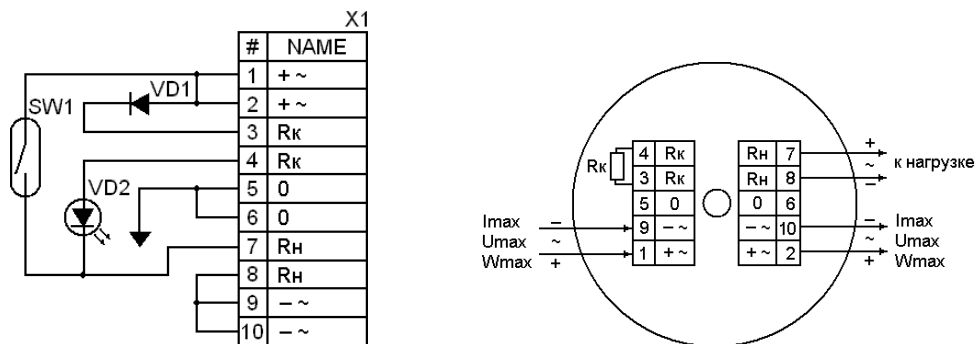 X1
# NAME
1 + ~
2 + ~
3 Rк
4 Rк
5 0
6 0
7 Rн
8 Rн
9 – ~
10 – ~
SW1
VD1
VD2
Rк
4 Rк
3 Rк
5 0
9 – ~
1 + ~
Rн 7
Rн 8
0 6
– ~ 10
+ ~ 2
+
~
–
к нагрузке
Imax –
Umax ~
Wmax +
– Imax
~ Umax
+ Wmax